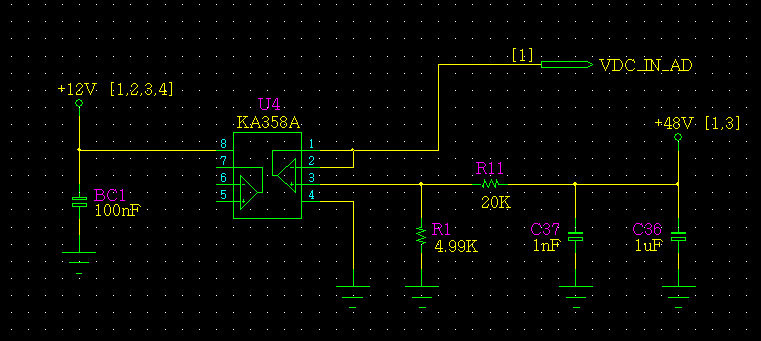 [1]
VDC_IN_AD
+12V [1,2,3,4]
U4
KA358A
+48V [1,3]
8
1
7
2
6
3
5
4
R11
20K
BC1
100nF
R1
4.99K
C37
1nF
C36
1uF